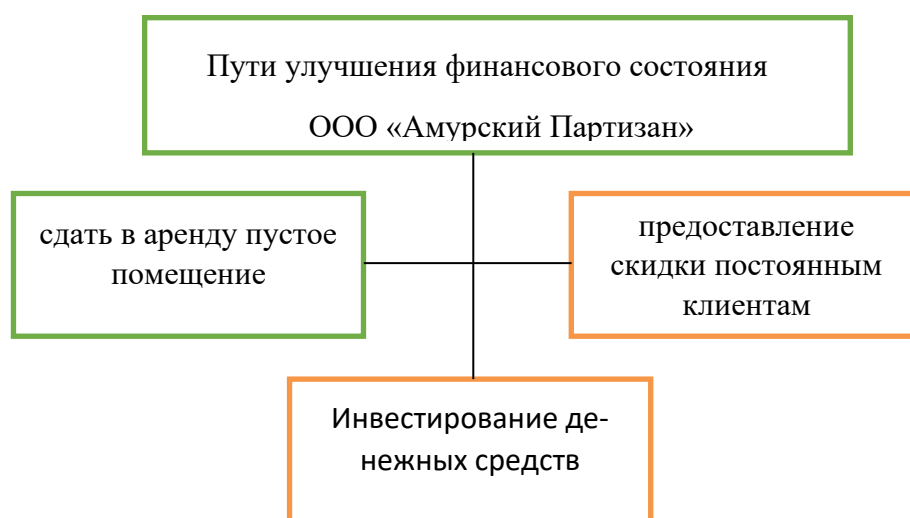 Пути улучшения финансового состояния
ООО «Амурский Партизан»
сдать в аренду пустое
помещение
предоставление
скидки постоянным
клиентам
Инвестирование де-
нежных средств